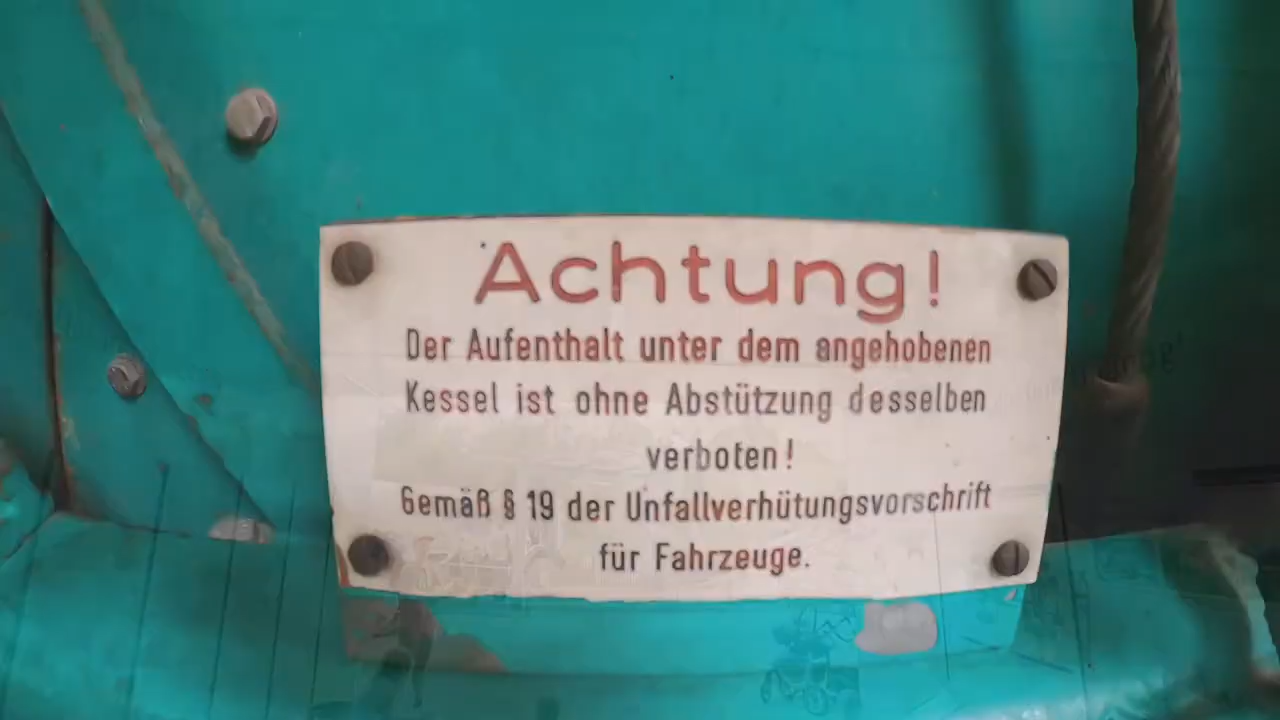 Achtung!
Der Aufenthalt unter dem angehobenen
Kessel ist ohne Abstützung desselben
verboten!
Gemäß § 19 der Unfallverhütungsvorschrift
für Fahrzeuge.